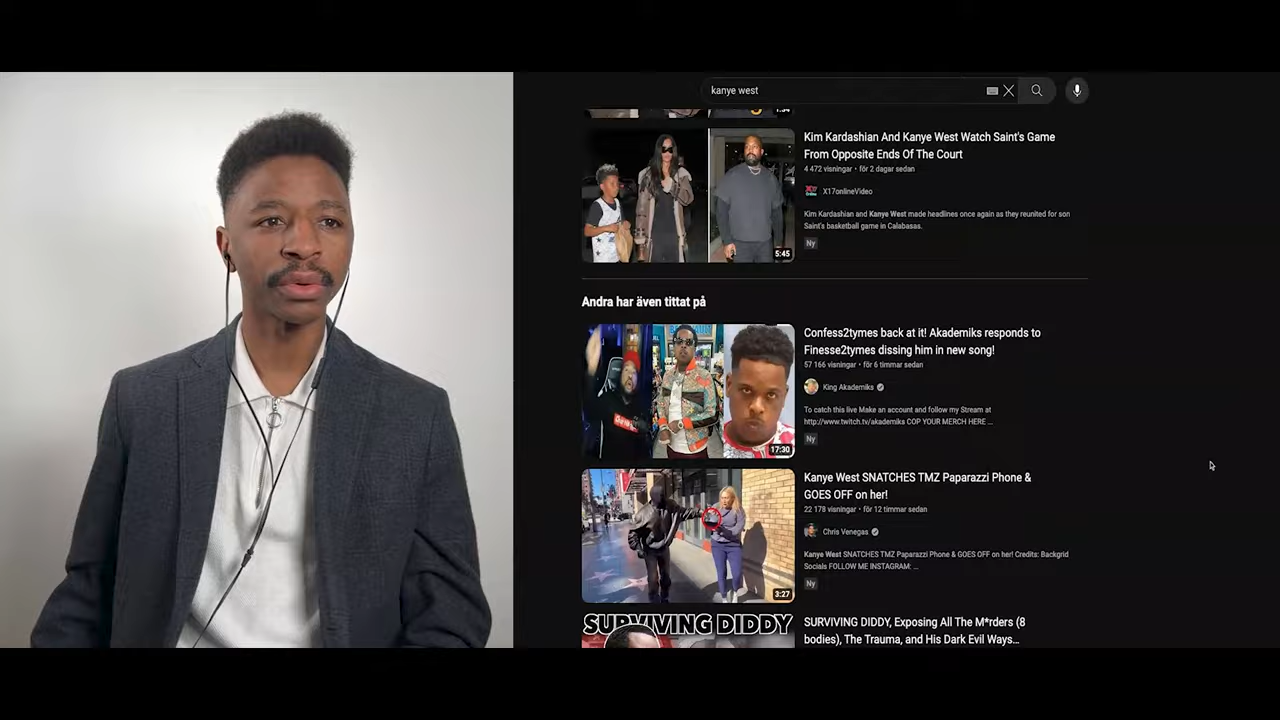 kanye west
Kim Kardashian And Kanye West Watch Saint's Game
From Opposite Ends Of The Court
4 472 visningar • för 2 dagar sedan
X17onlineVideo
Kim Kardashian and Kanye West made headlines once again as they reunited for son
Saint's basketball game in Calabasas.
Ny
5:45
Andra har även tittat på
Confess2tymes back at it! Akademiks responds to
Finesse2tymes dissing him in new song!
57 166 visningar • för 6 timmar sedan
King Akademiks
To catch this live Make an account and follow my Stream at
http://www.twitch.tv/akademiks COP YOUR MERCH HERE ...
Ny
17:30
Kanye West SNATCHES TMZ Paparazzi Phone &
GOES OFF on her!
22 178 visningar • för 12 timmar sedan
Chris Venegas
Kanye West SNATCHES TMZ Paparazzi Phone & GOES OFF on her! Credits: Backgrid
Socials FOLLOW ME INSTAGRAM: ...
Ny
3:27
SURVIVING DIDDY
SURVIVING DIDDY, Exposing All The M*rders (8
bodies), The Trauma, and His Dark Evil Ways...